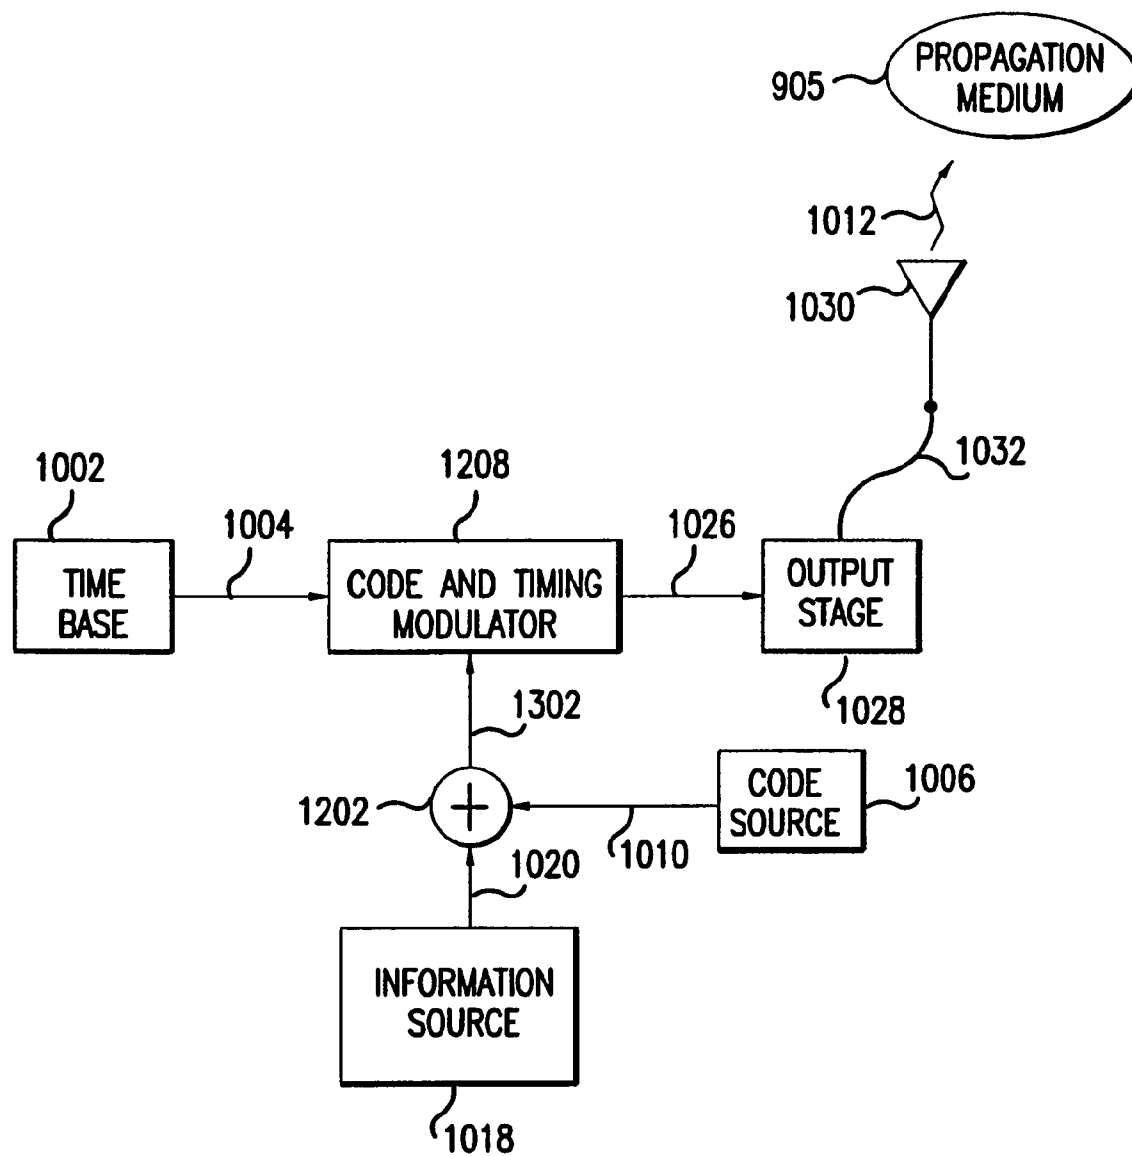 PROPAGATION
MEDIUM
905
1012
1030
1032
1002
1004
1208
1026
TIME
BASE
CODE AND TIMING
MODULATOR
OUTPUT
STAGE
1028
1302
1202
+
1010
CODE
SOURCE
1006
1020
INFORMATION
SOURCE
1018